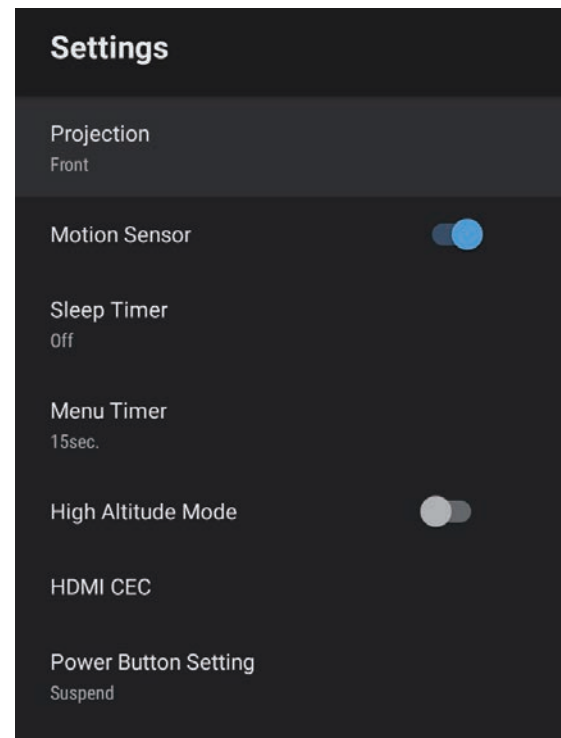 Settings
Projection
Front
Motion Sensor
Sleep Timer
Off
Menu Timer
15sec.
High Altitude Mode
HDMI CEC
Power Button Setting
Suspend